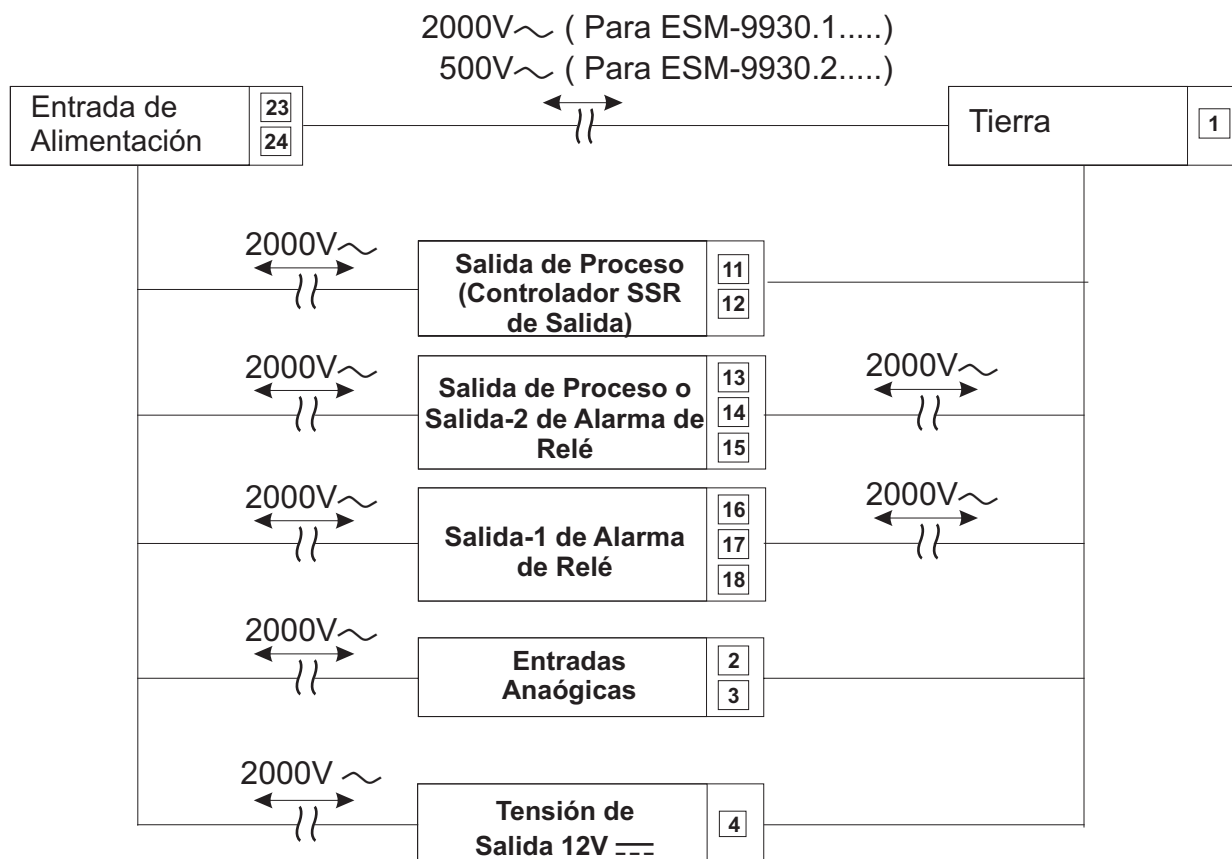 2000V～ ( Para ESM-9930.1.....)
500V～ ( Para ESM-9930.2.....)
Entrada de
Alimentación
23
24
Tierra
1
2000V～
Salida de Proceso
(Controlador SSR
de Salida)
11
12
2000V～
Salida de Proceso o
Salida-2 de Alarma de
Relé
13
14
15
2000V～
2000V～
Salida-1 de Alarma
de Relé
16
17
18
2000V～
2000V～
Entradas
Anaógicas
2
3
2000V ～
Tensión de
Salida 12V ⎓
4